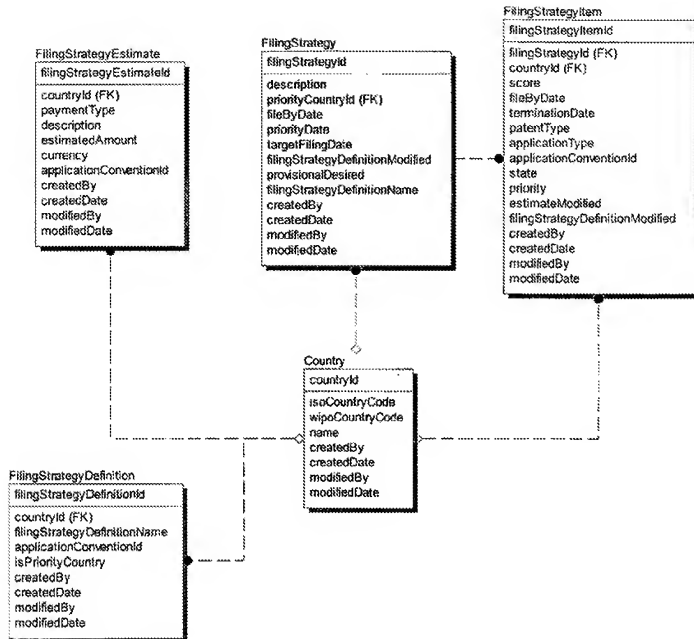 FilingStrategyEstimate
filingStrategyEstimateId
countryId (FK)
paymentType
description
estimatedAmount
currency
applicationConventionId
createdBy
createdDate
modifiedBy
modifiedDate
FilingStrategy
filingStrategyId
description
priorityCountryId (FK)
fileByDate
priorityDate
targetFilingDate
filingStrategyDefinitionModified
provisionalDesired
filingStrategyDefinitionName
createdBy
createdDate
modifiedBy
modifiedDate
FilingStrategyItem
filingStrategyItemId
filingStrategyId (FK)
countryId (FK)
score
fileByDate
terminationDate
patentType
applicationType
applicationConventionId
state
priority
estimateModified
filingStrategyDefinitionModified
createdBy
createdDate
modifiedBy
modifiedDate
Country
countryId
isoCountryCode
wipoCountryCode
name
createdBy
createdDate
modifiedBy
modifiedDate
FilingStrategyDefinition
filingStrategyDefinitionId
countryId (FK)
filingStrategyDefinitionName
applicationConventionId
isPriorityCountry
createdBy
createdDate
modifiedBy
modifiedDate